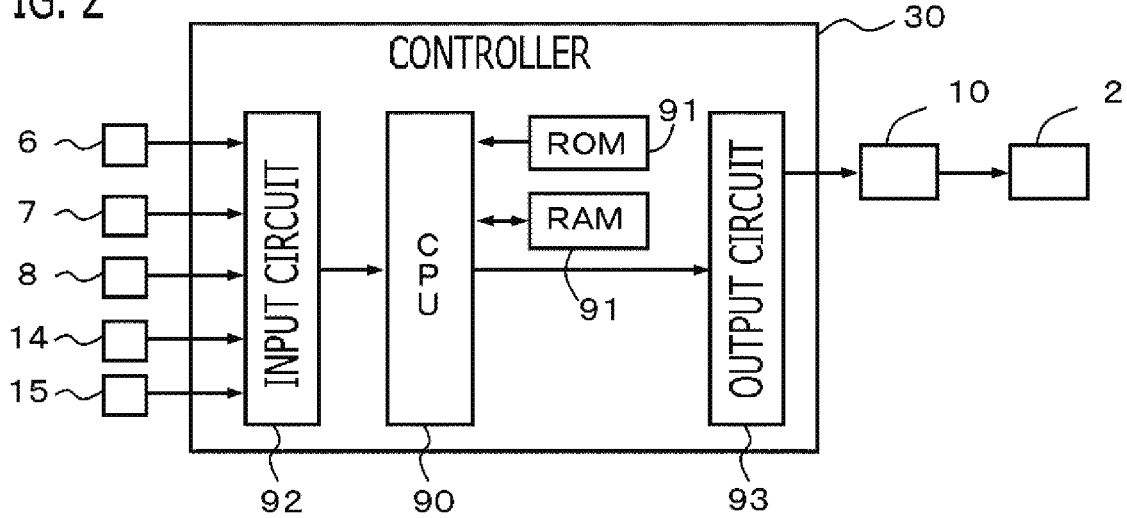 IG. 2
30
CONTROLLER
10
2
6
7
8
14
15
INPUT CIRCUIT
CPU
ROM
91
RAM
91
OUTPUT CIRCUIT
92
90
93